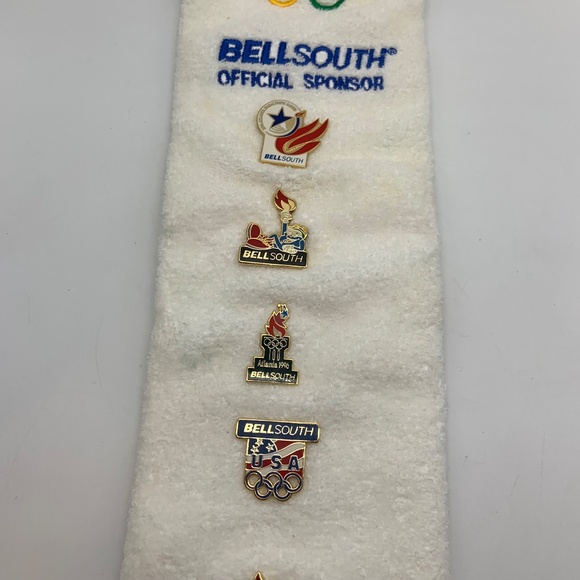 BELLSOUTH®
OFFICIAL SPONSOR
BELLSOUTH
BELLSOUTH
Atlanta 1996
BELLSOUTH
BELLSOUTH
USA